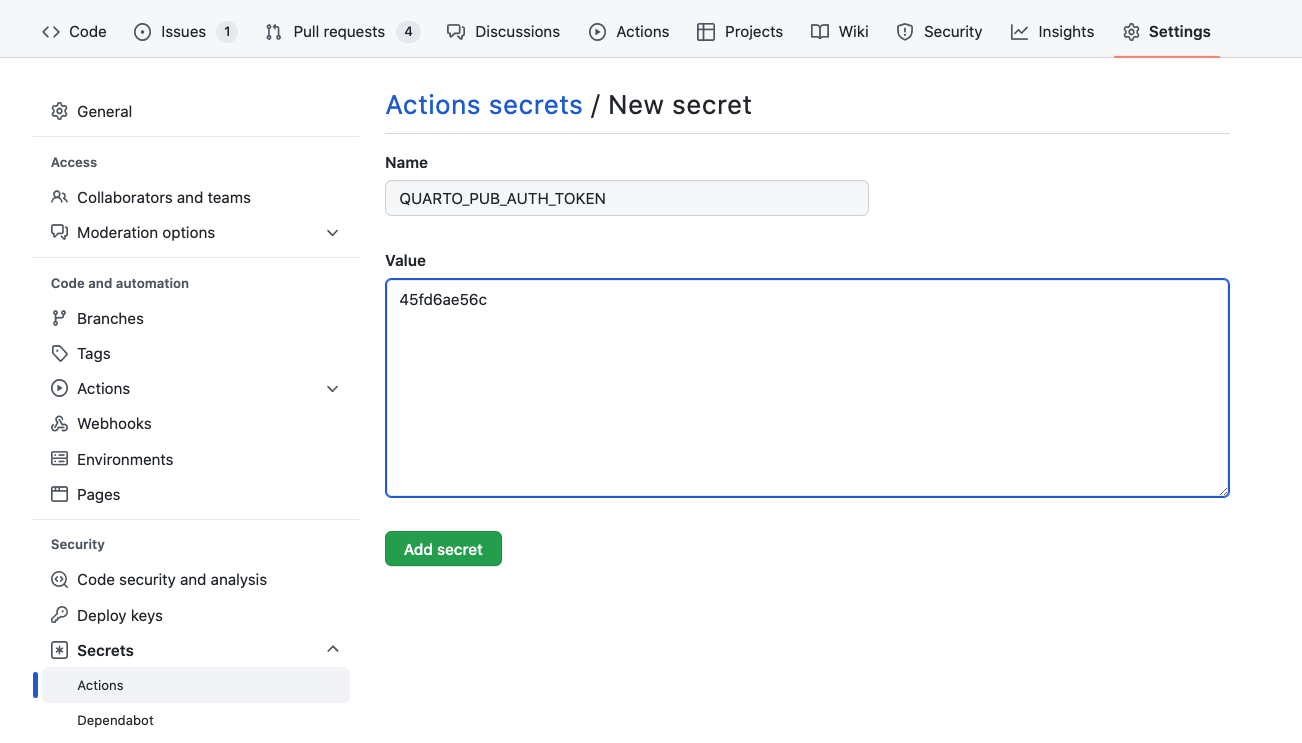 Code Issues 1 Pull requests 4 Discussions Actions Projects Wiki Security Insights Settings
General
Access
Collaborators and teams
Moderation options
Code and automation
Branches
Tags
Actions
Webhooks
Environments
Pages
Security
Code security and analysis
Deploy keys
Secrets
Actions
Dependabot
Actions secrets / New secret
Name
QUARTO_PUB_AUTH_TOKEN
Value
45fd6ae56c
Add secret